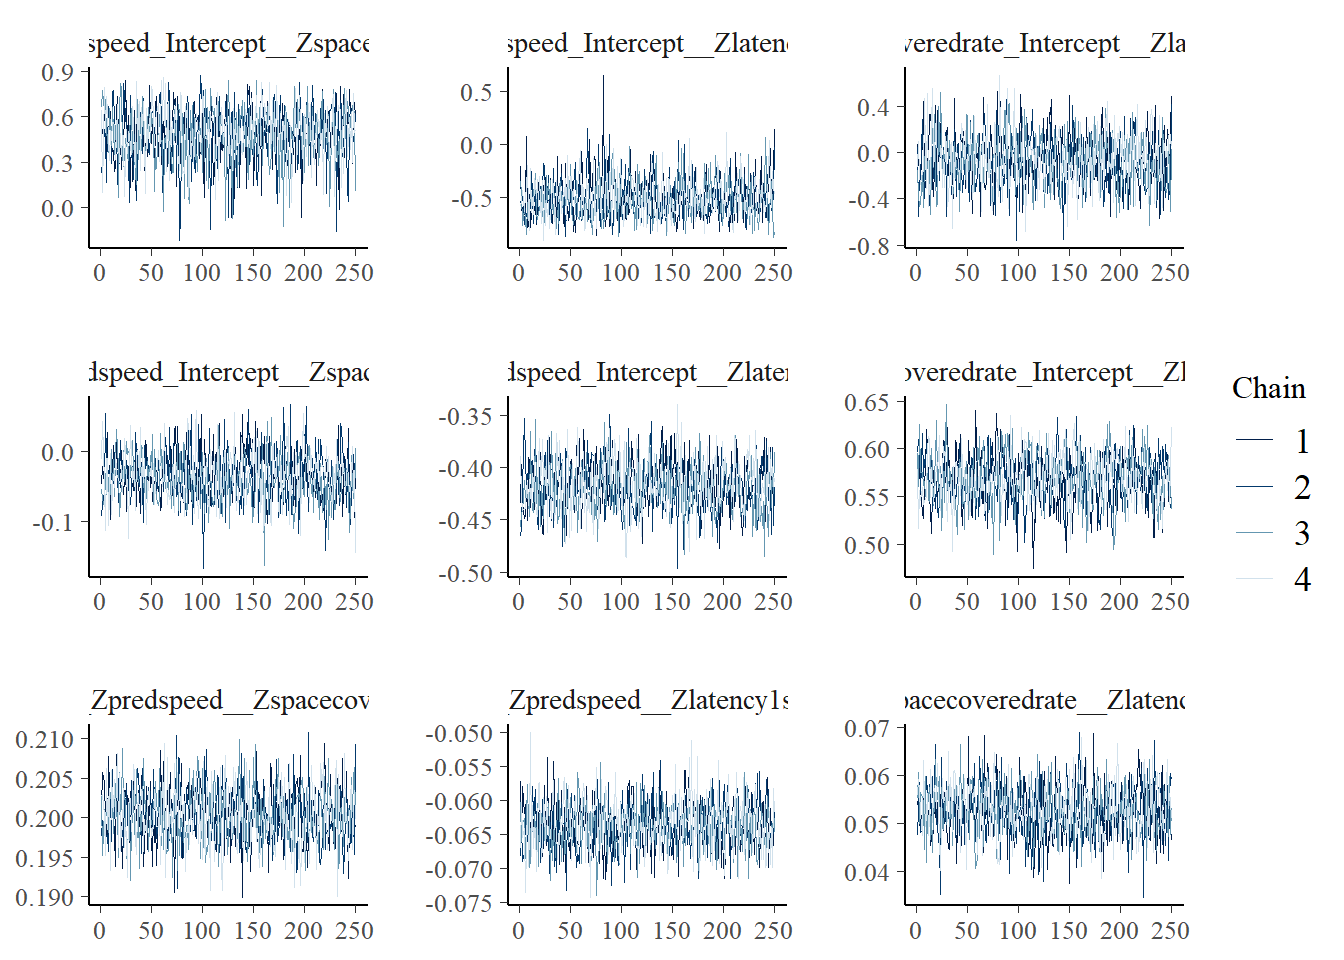 speed_Intercept__Zspace
0.9
0.6
0.3
0.0
0 50 100 150 200 250
speed_Intercept__Zlaten
0.5
0.0
-0.5
0 50 100 150 200 250
veredrate_Intercept__Zla
0.4
0.0
-0.4
-0.8
0 50 100 150 200 250
dspeed_Intercept__Zspac
0.0
-0.1
0 50 100 150 200 250
dspeed_Intercept__Zlater
-0.35
-0.40
-0.45
-0.50
0 50 100 150 200 250
overedrate_Intercept__Zl
0.65
0.60
0.55
0.50
0 50 100 150 200 250
Chain
1
2
3
4
_Zpredspeed__Zspacecov
0.210
0.205
0.200
0.195
0.190
0 50 100 150 200 250
Zpredspeed__Zlatency1s
-0.050
-0.055
-0.060
-0.065
-0.070
-0.075
0 50 100 150 200 250
pacecoveredrate__Zlatenc
0.07
0.06
0.05
0.04
0 50 100 150 200 250